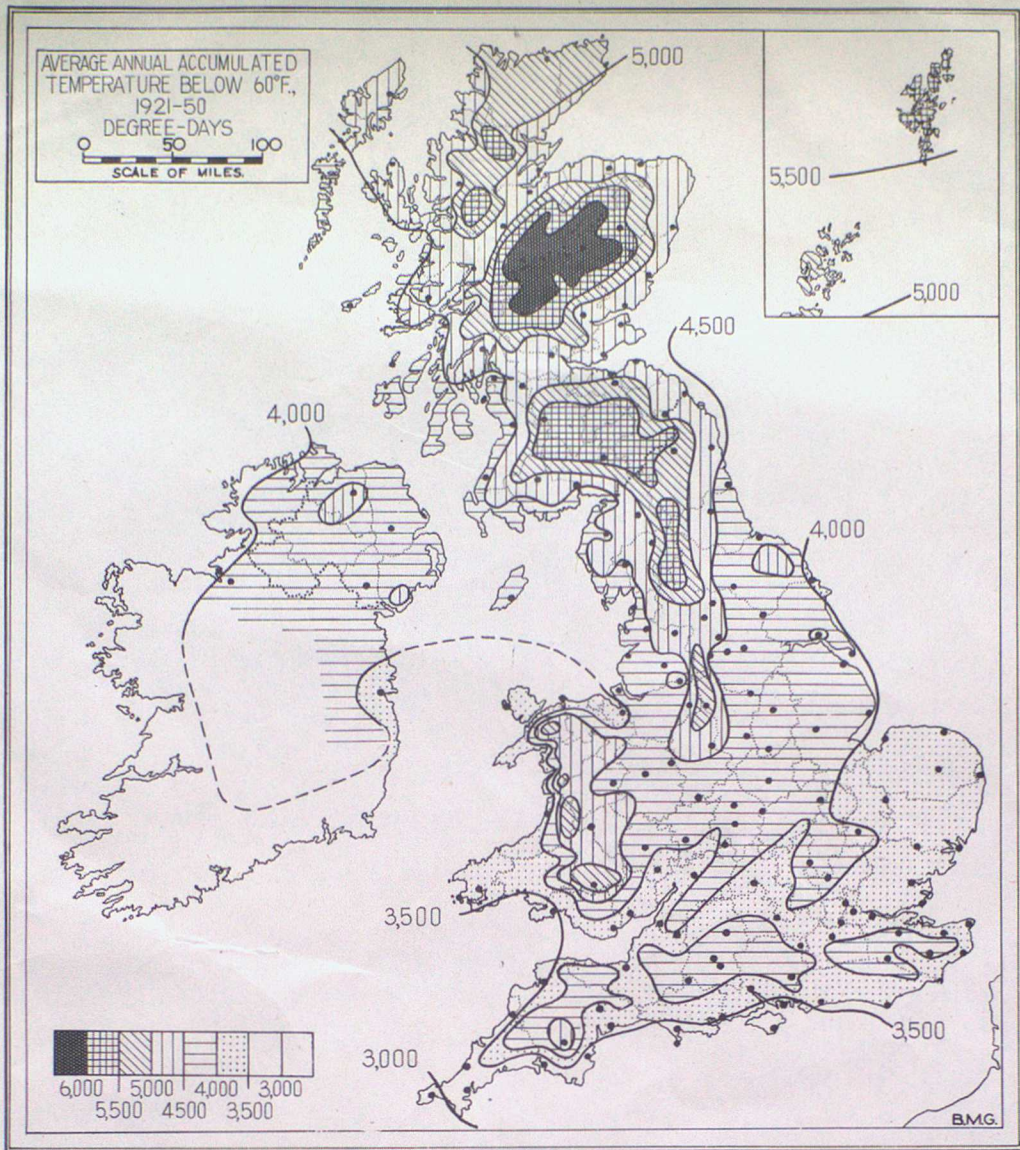 AVERAGE ANNUAL ACCUMULATED
TEMPERATURE BELOW 60°F.,
1921-50
DEGREE-DAYS
0 50 100
SCALE OF MILES.
5,000
5,500
5,000
4,500
4,000
4,000
3,500
3,500
3,000
6,000 5,000 4,000 3,000
5,500 4500 3,500
B.M.G.